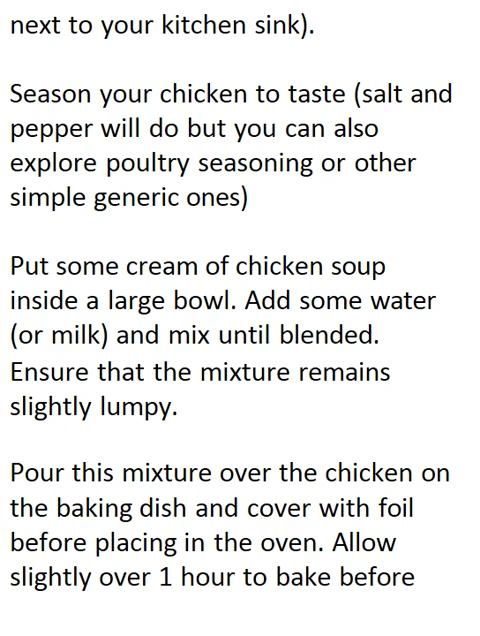 next to your kitchen sink).
Season your chicken to taste (salt and
pepper will do but you can also
explore poultry seasoning or other
simple generic ones)
Put some cream of chicken soup
inside a large bowl. Add some water
(or milk) and mix until blended.
Ensure that the mixture remains
slightly lumpy.
Pour this mixture over the chicken on
the baking dish and cover with foil
before placing in the oven. Allow
slightly over 1 hour to bake before